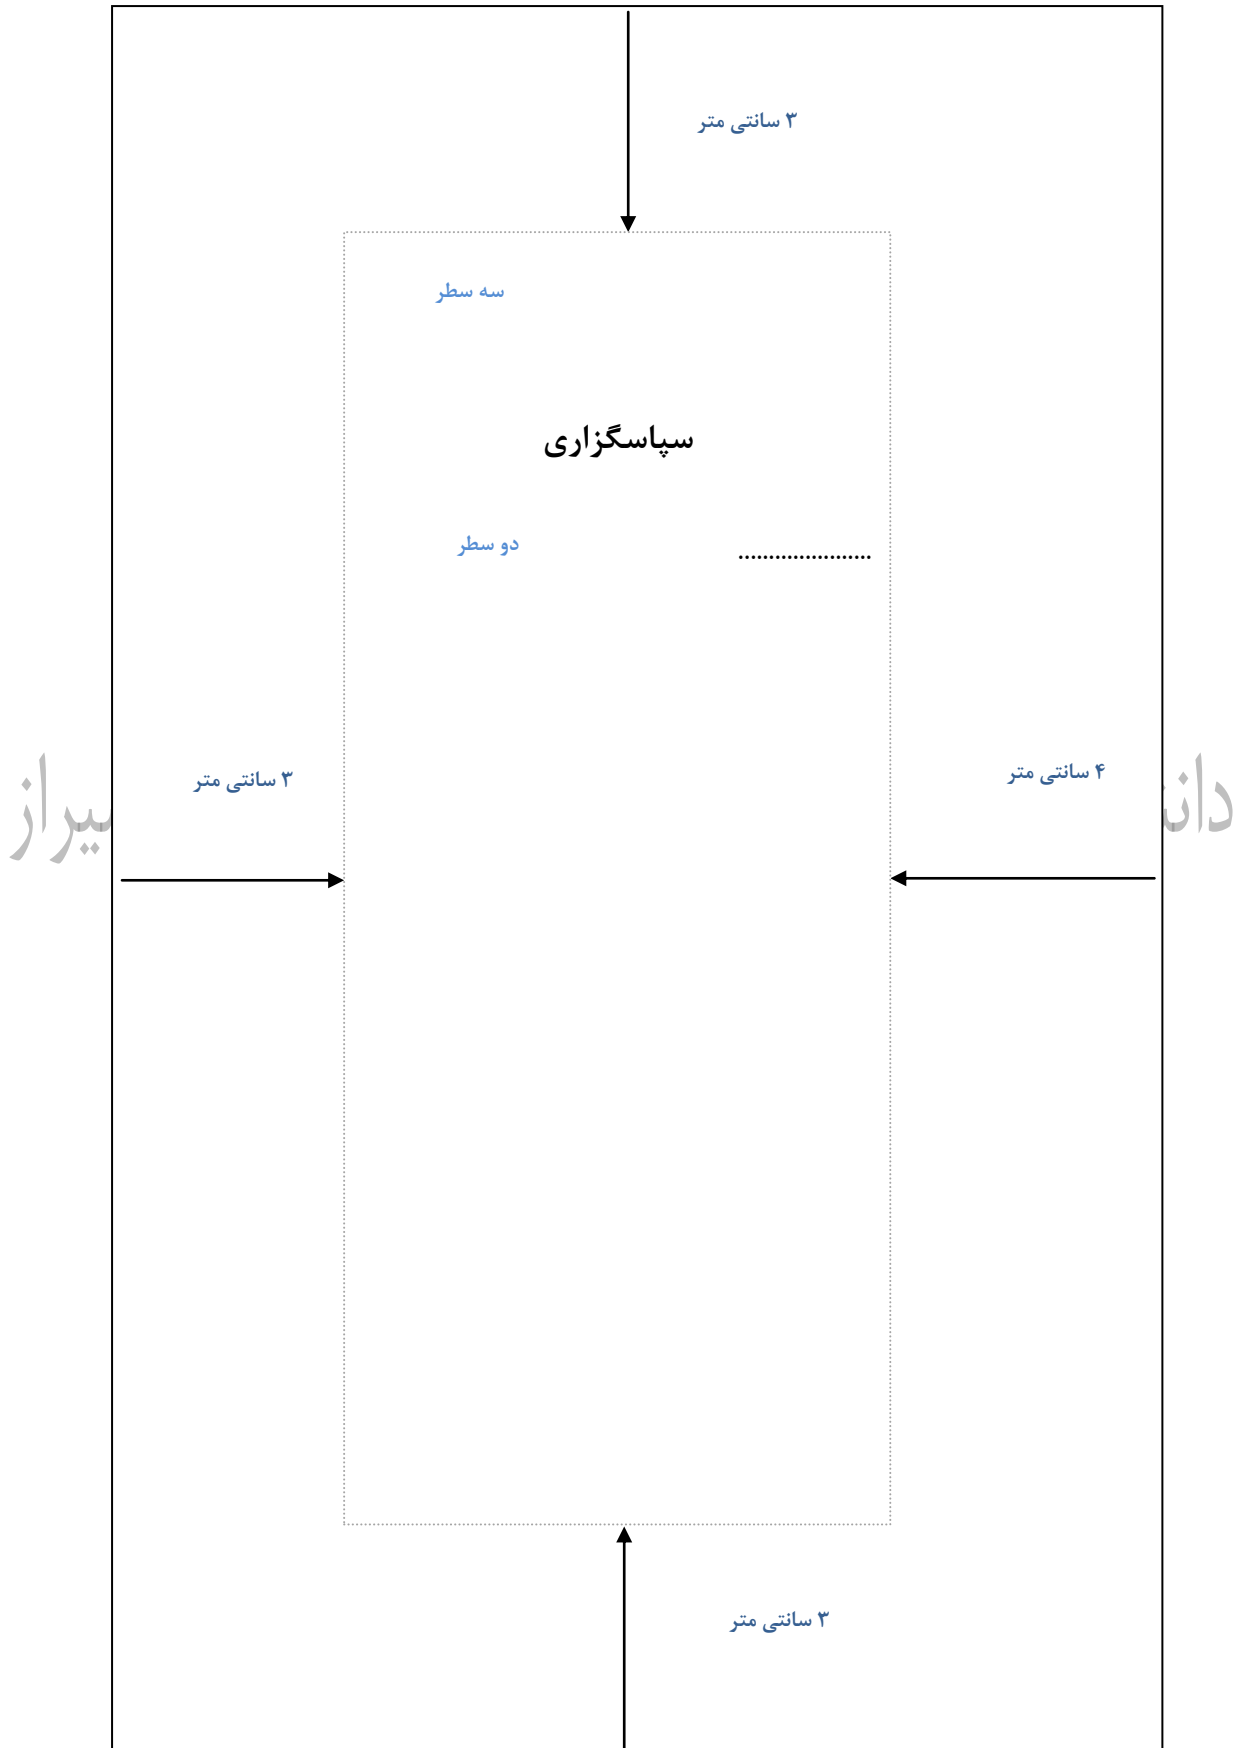 ۳ سانتی متر
سه سطر
سپاسگزاری
دو سطر
......................
۴ سانتی متر
۳ سانتی متر
۳ سانتی متر